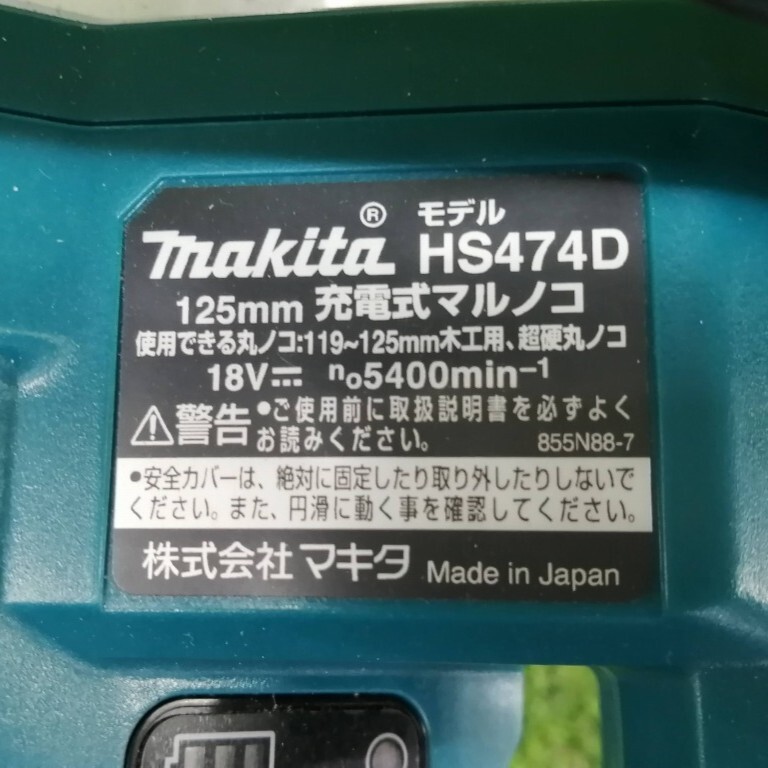 makita® モデル HS474D
125mm 充電式マルノコ
使用できる丸ノコ:119~125mm木工用、超硬丸ノコ
18V⎓ n₀5400min⁻¹
⚠警告 •ご使用前に取扱説明書を必ずよく
お読みください。 855N88-7
•安全カバーは、絶対に固定したり取り外したりしないで
ください。また、円滑に動く事を確認してください。
株式会社 マキタ Made in Japan